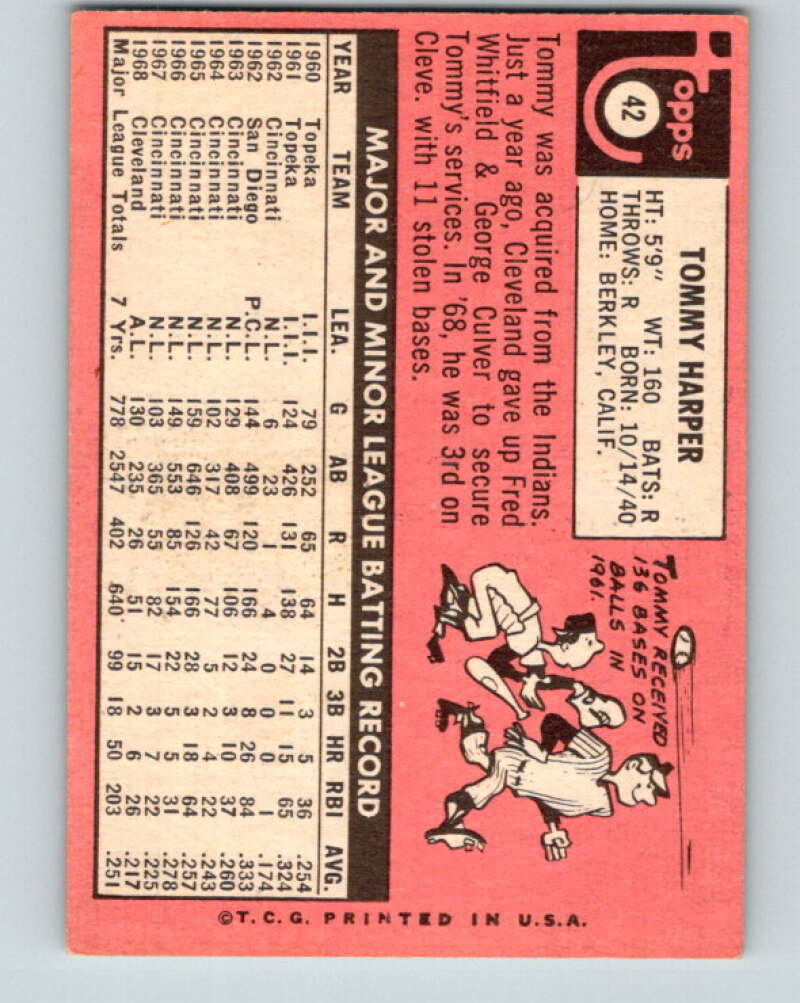 topps
42
TOMMY HARPER
HT: 5'9" WT: 160 BATS: R
THROWS: R BORN: 10/14/40
HOME: BERKLEY, CALIF.
Tommy was acquired from the Indians.
Just a year ago, Cleveland gave up Fred
Whitfield & George Culver to secure
Tommy's services. In '68, he was 3rd on
Cleve. with 11 stolen bases.
TOMMY RECEIVED
136 BASES ON
BALLS IN
1961.
MAJOR AND MINOR LEAGUE BATTING RECORD
YEAR TEAM LEA. G AB R H 2B 3B HR RBI AVG.
1960 Topeka I.I.I. 79 252 65 64 14 3 5 36 .254
1961 Topeka I.I.I. 124 426 131 138 27 11 15 65 .324
1962 Cincinnati N.L. 6 23 1 4 0 0 0 1 .174
1962 San Diego P.C.L. 144 499 120 166 24 8 26 84 .333
1963 Cincinnati N.L. 129 408 67 106 12 3 10 37 .260
1964 Cincinnati N.L. 102 317 42 77 5 2 4 22 .243
1965 Cincinnati N.L. 159 646 126 166 28 3 18 64 .257
1966 Cincinnati N.L. 149 553 85 154 22 5 5 31 .278
1967 Cincinnati N.L. 103 365 55 82 17 3 7 22 .225
1968 Cleveland A.L. 130 235 26 51 15 2 6 26 .217
Major League Totals 7 Yrs. 778 2547 402 640 99 18 50 203 .251
©T.C.G. PRINTED IN U.S.A.